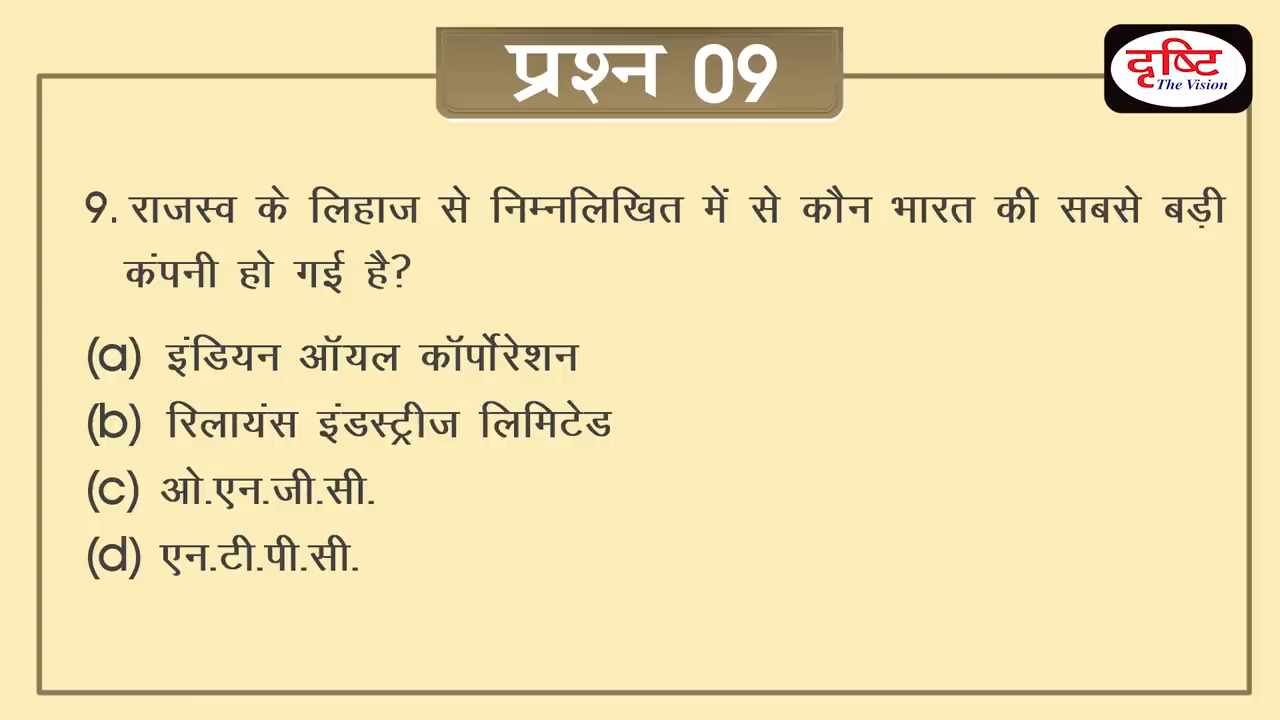 प्रश्न 09
दृष्टि
The Vision
9. राजस्व के लिहाज से निम्नलिखित में से कौन भारत की सबसे बड़ी
कंपनी हो गई है?
(a) इंडियन ऑयल कॉर्पोरेशन
(b) रिलायंस इंडस्ट्रीज लिमिटेड
(c) ओ.एन.जी.सी.
(d) एन.टी.पी.सी.